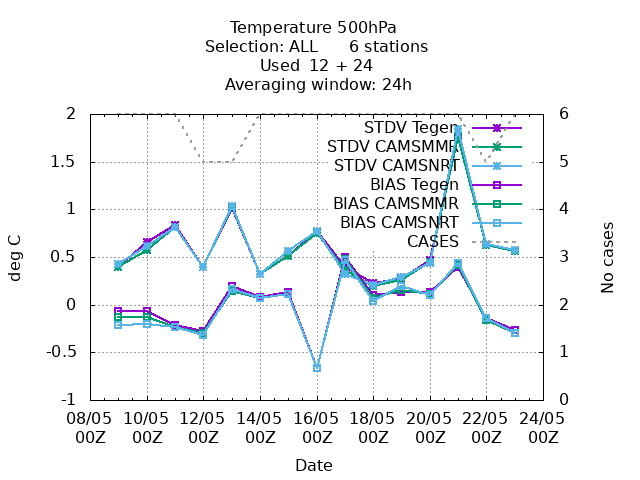 Temperature 500hPa
Selection: ALL 6 stations
Used 12 + 24
Averaging window: 24h
STDV Tegen
STDV CAMSMMR
STDV CAMSNRT
BIAS Tegen
BIAS CAMSMMR
BIAS CAMSNRT
CASES
deg C
2
1.5
1
0.5
0
-0.5
-1
No cases
6
5
4
3
2
1
0
08/05 10/05 12/05 14/05 16/05 18/05 20/05 22/05 24/05
00Z 00Z 00Z 00Z 00Z 00Z 00Z 00Z 00Z
Date